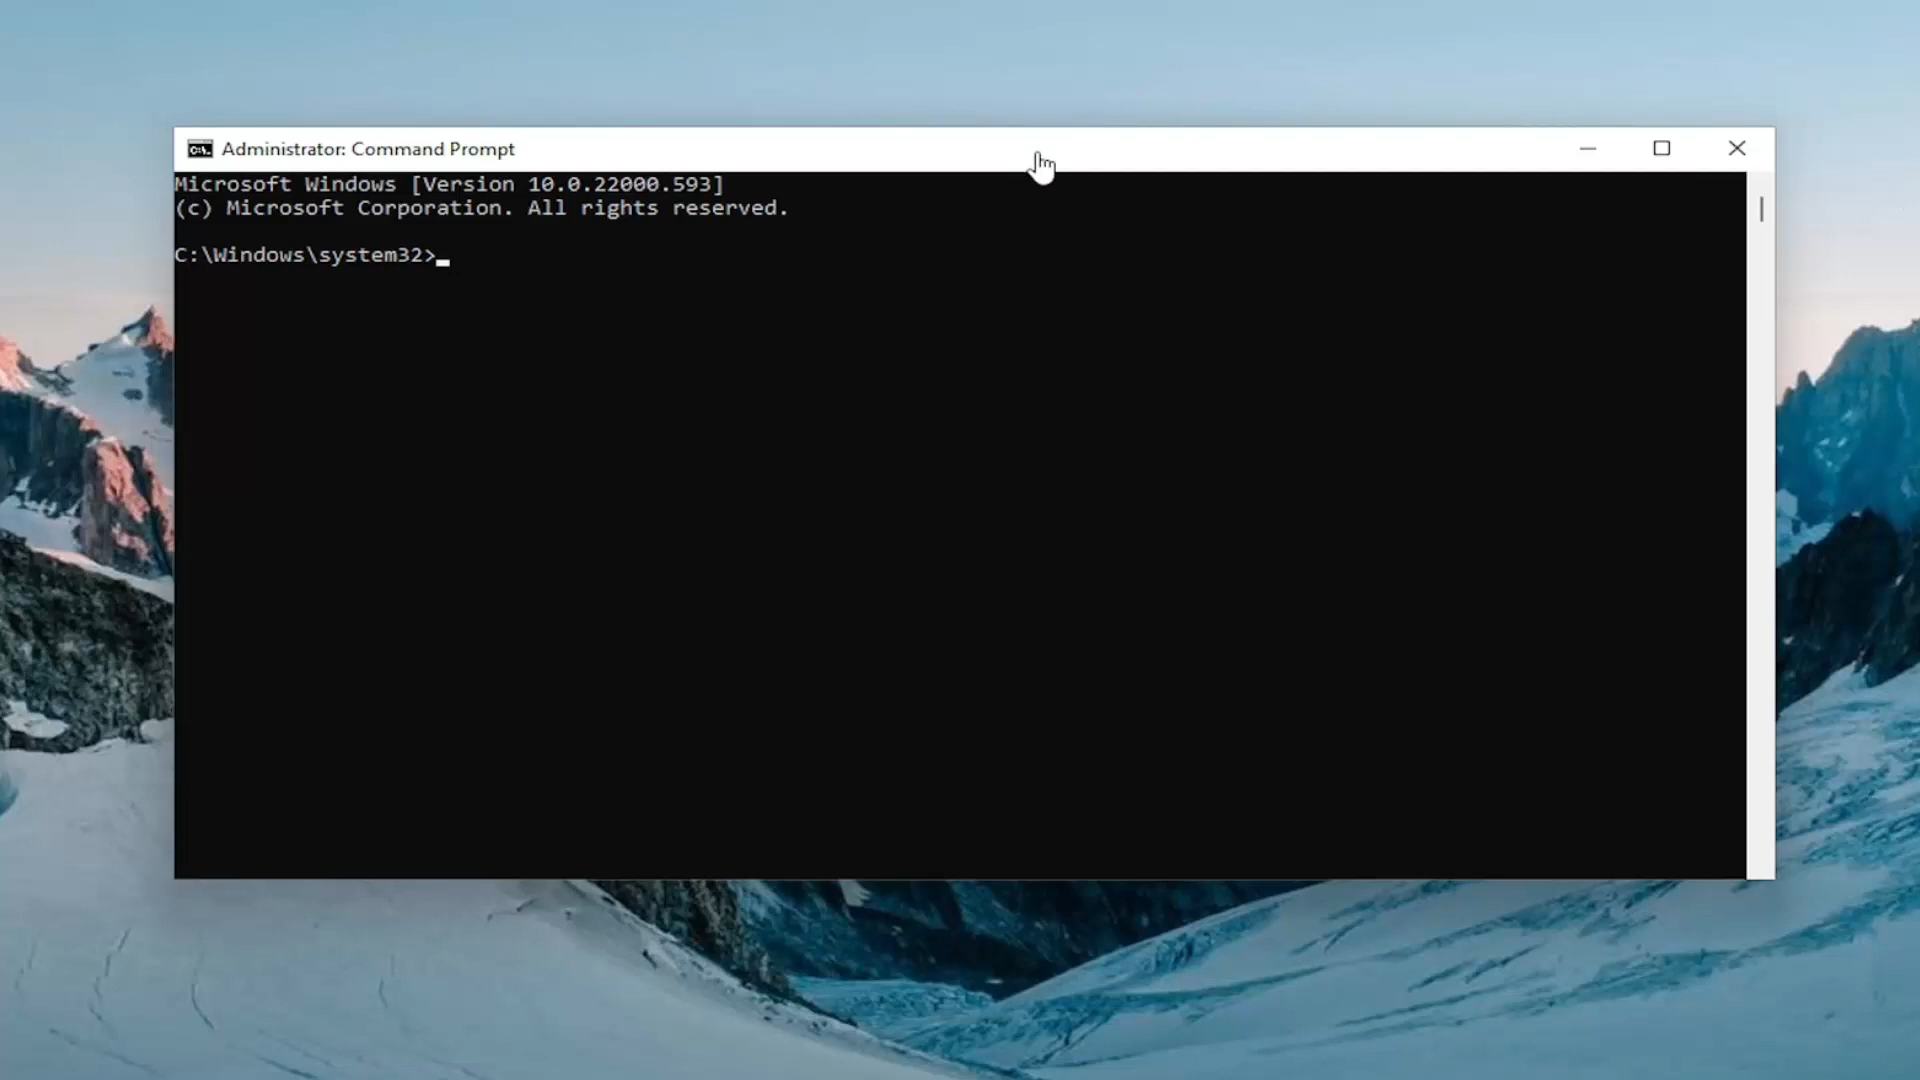 Administrator: Command Prompt
Microsoft Windows [Version 10.0.22000.593]
(c) Microsoft Corporation. All rights reserved.
C:\Windows\system32>